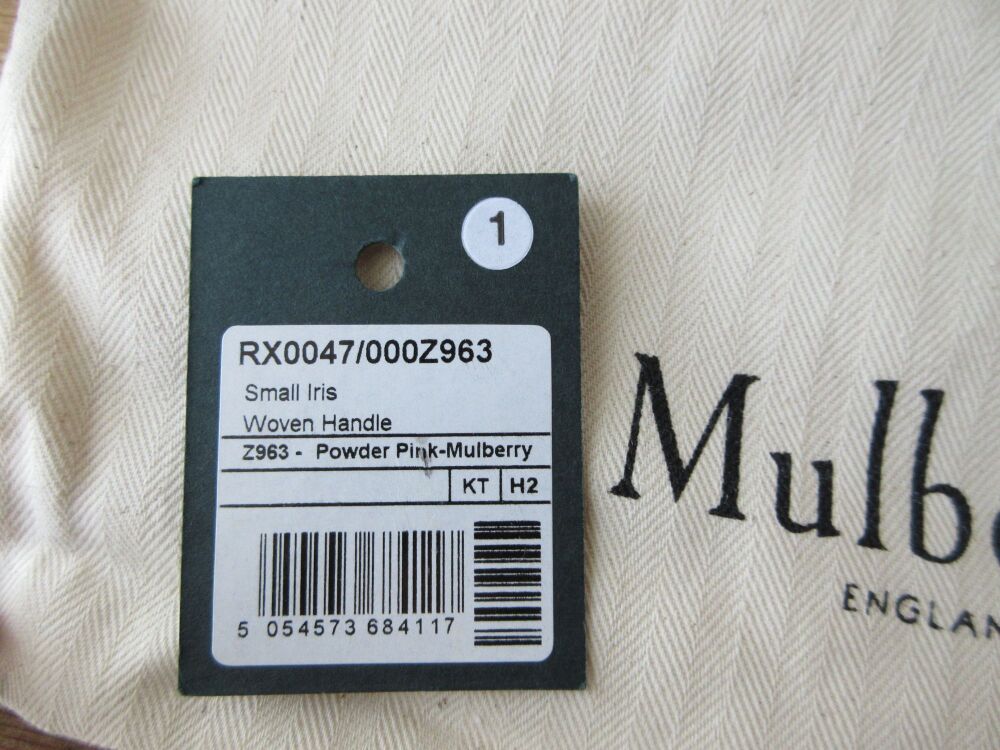 1
RX0047/000Z963
Small Iris
Woven Handle
Z963 - Powder Pink-Mulberry
KT H2
5 054573 684117
Mulb
ENGLAN